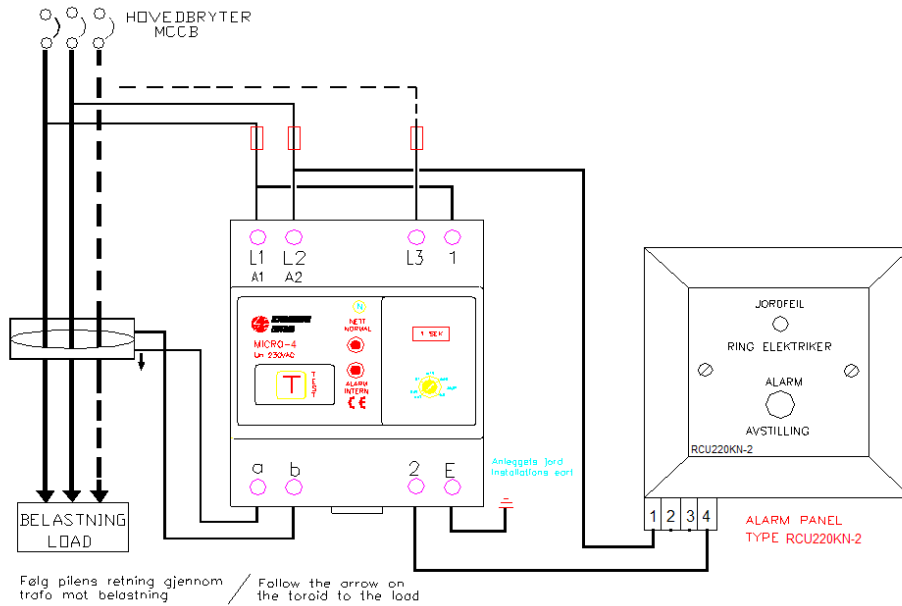 HOVEDBRYTER
MCCB
L1
L2
L3
1
A1
A2
N
NETT
NORMAL
MICRO-4
Un 230VAC
T
TEST
ALARM
INTERN
CE
1 SEK
a
b
2
E
Anleggets jord
Installations eart
JORDFEIL
RING ELEKTRIKER
ALARM
AVSTILLING
RCU220KN-2
1 2 3 4
ALARM PANEL
TYPE RCU220KN-2
BELASTNING
LOAD
Følg pilens retning gjennom
trafo mot belastning
/ Follow the arrow on
the toroid to the load